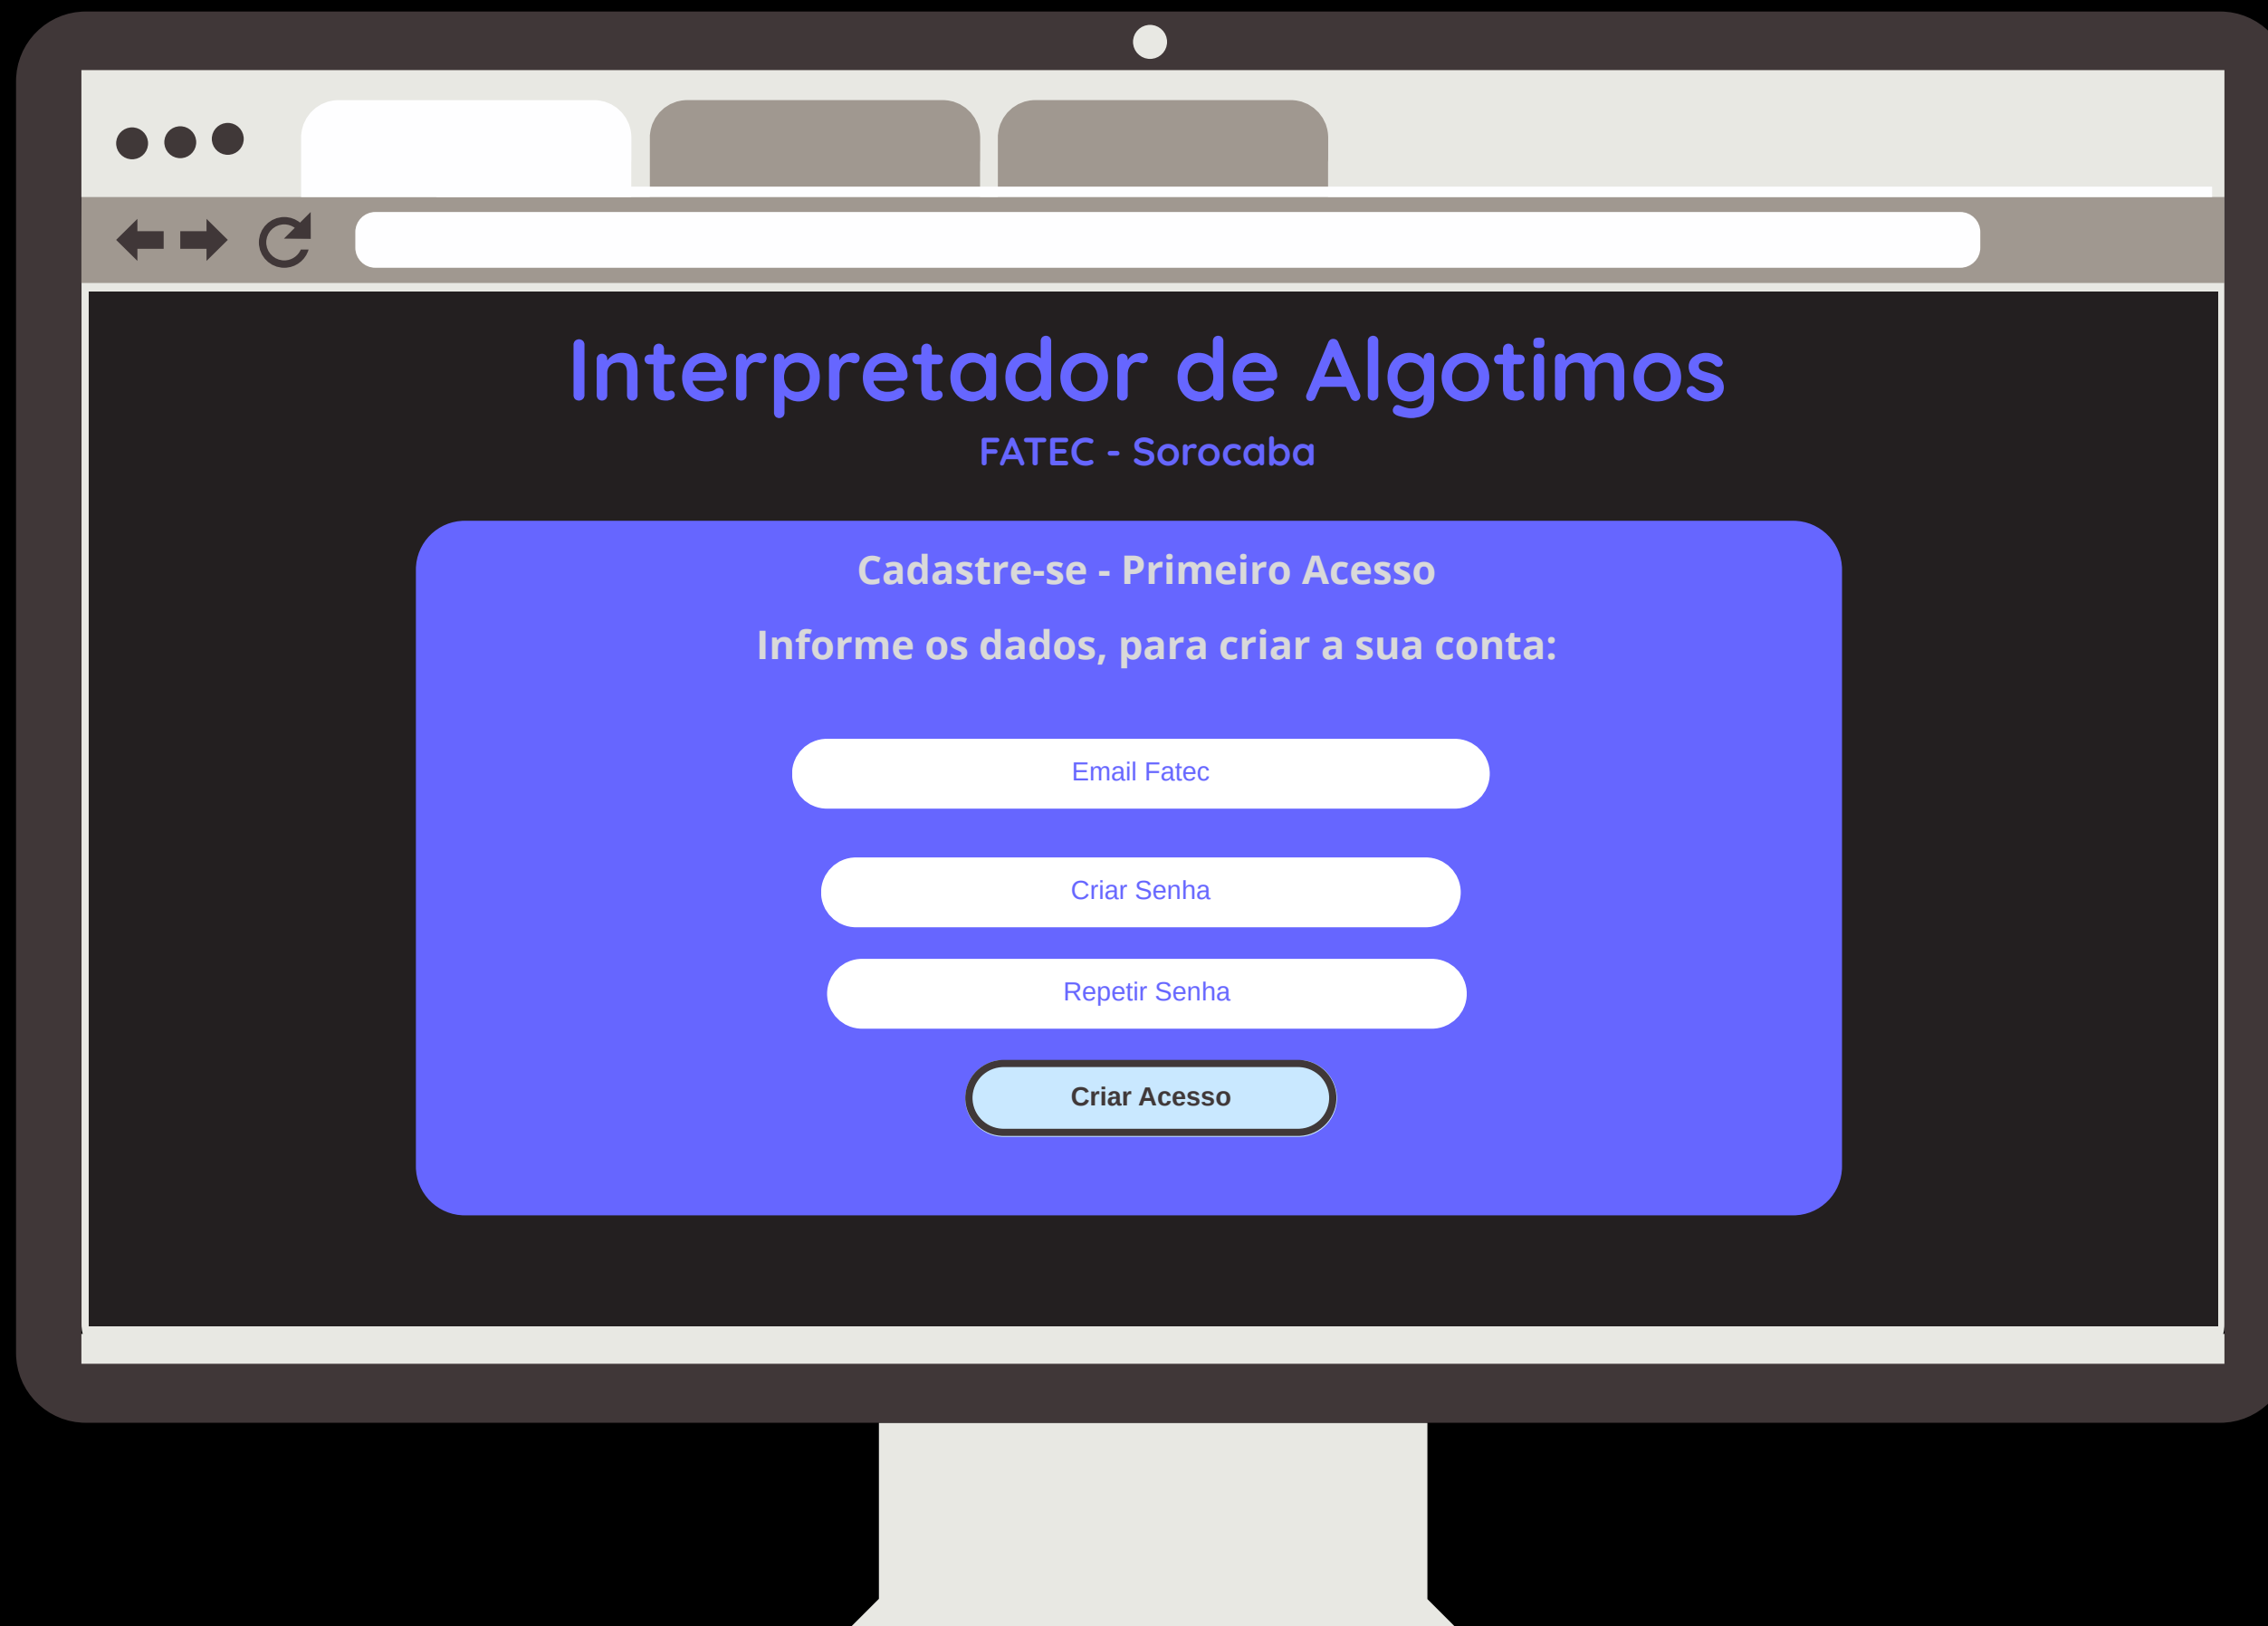 Interpretador de Algotimos
FATEC - Sorocaba
Cadastre-se - Primeiro Acesso
Informe os dados, para criar a sua conta:
Email Fatec
Criar Senha
Repetir Senha
Criar Acesso